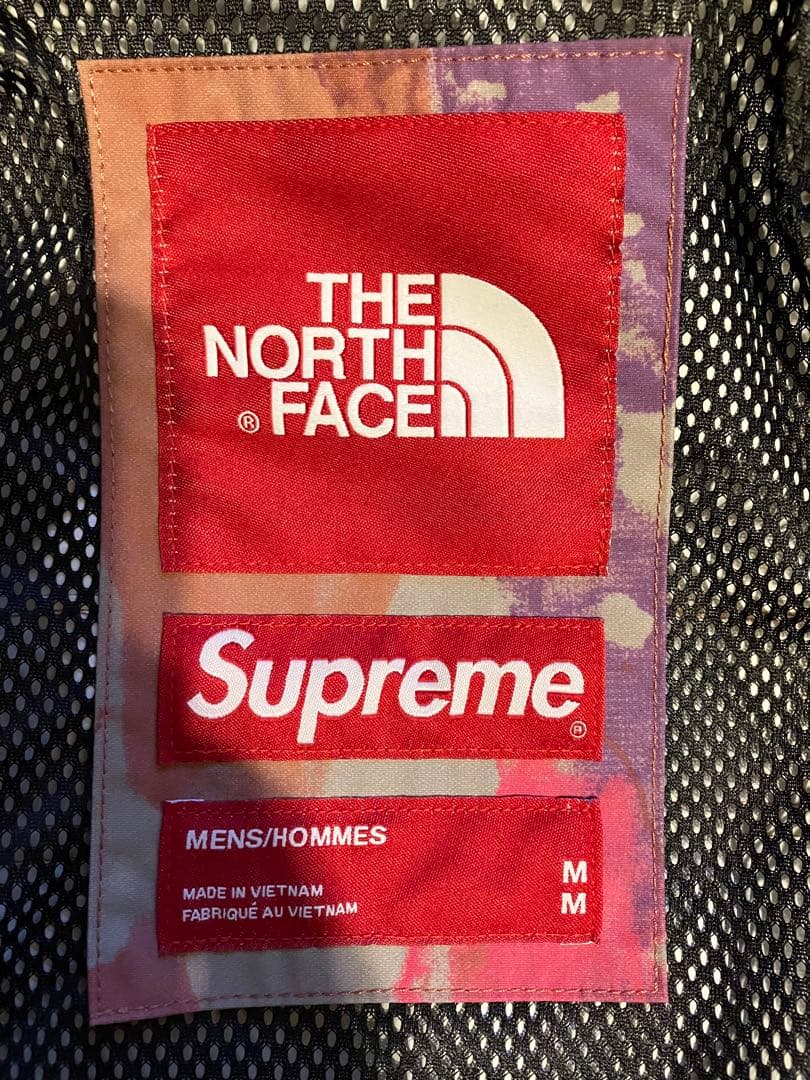 THE
NORTH
® FACE
Supreme
®
MENS/HOMMES
MADE IN VIETNAM
FABRIQUÉ AU VIETNAM
M
M